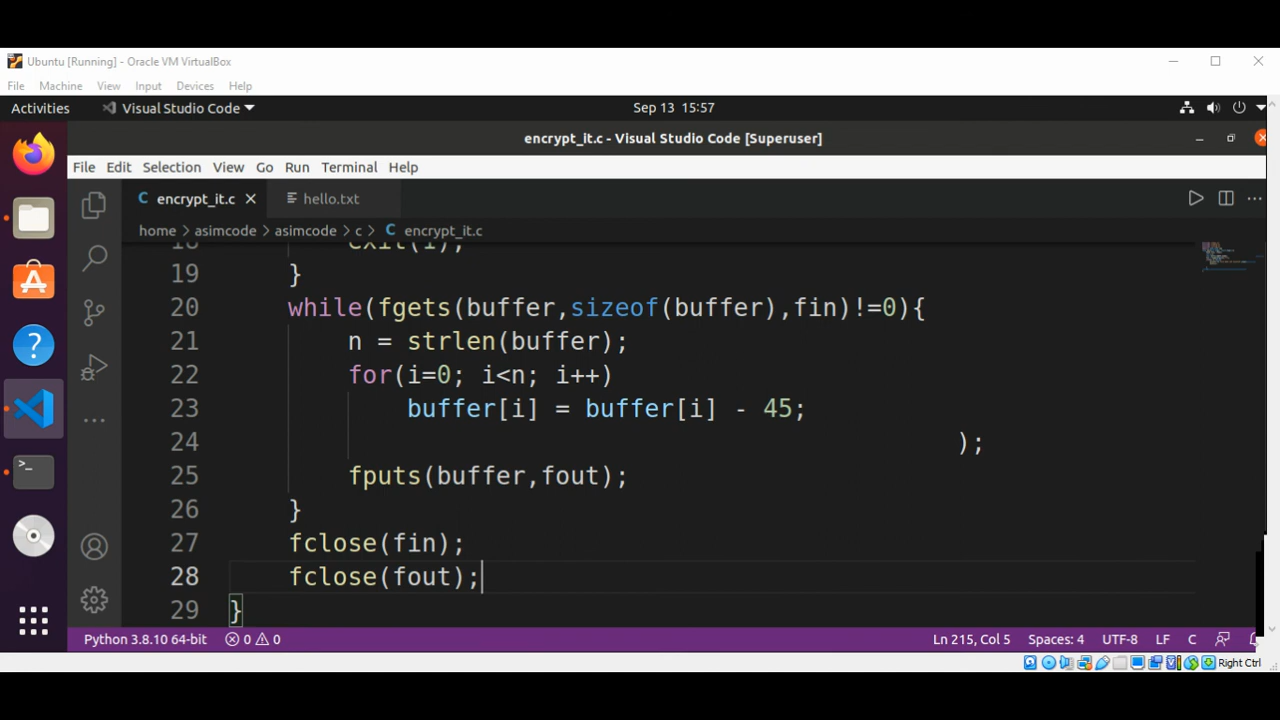 Ubuntu [Running] - Oracle VM VirtualBox
File Machine View Input Devices Help
Activities Visual Studio Code Sep 13 15:57
encrypt_it.c - Visual Studio Code [Superuser]
File Edit Selection View Go Run Terminal Help
C encrypt_it.c hello.txt
home > asimcode > asimcode > c > C encrypt_it.c
18 exit(1);
19 }
20 while(fgets(buffer,sizeof(buffer),fin)!=0){
21 n = strlen(buffer);
22 for(i=0; i<n; i++)
23 buffer[i] = buffer[i] - 45;
24 );
25 fputs(buffer,fout);
26 }
27 fclose(fin);
28 fclose(fout);
29 }
Python 3.8.10 64-bit 0 0 Ln 215, Col 5 Spaces: 4 UTF-8 LF C
Right Ctrl